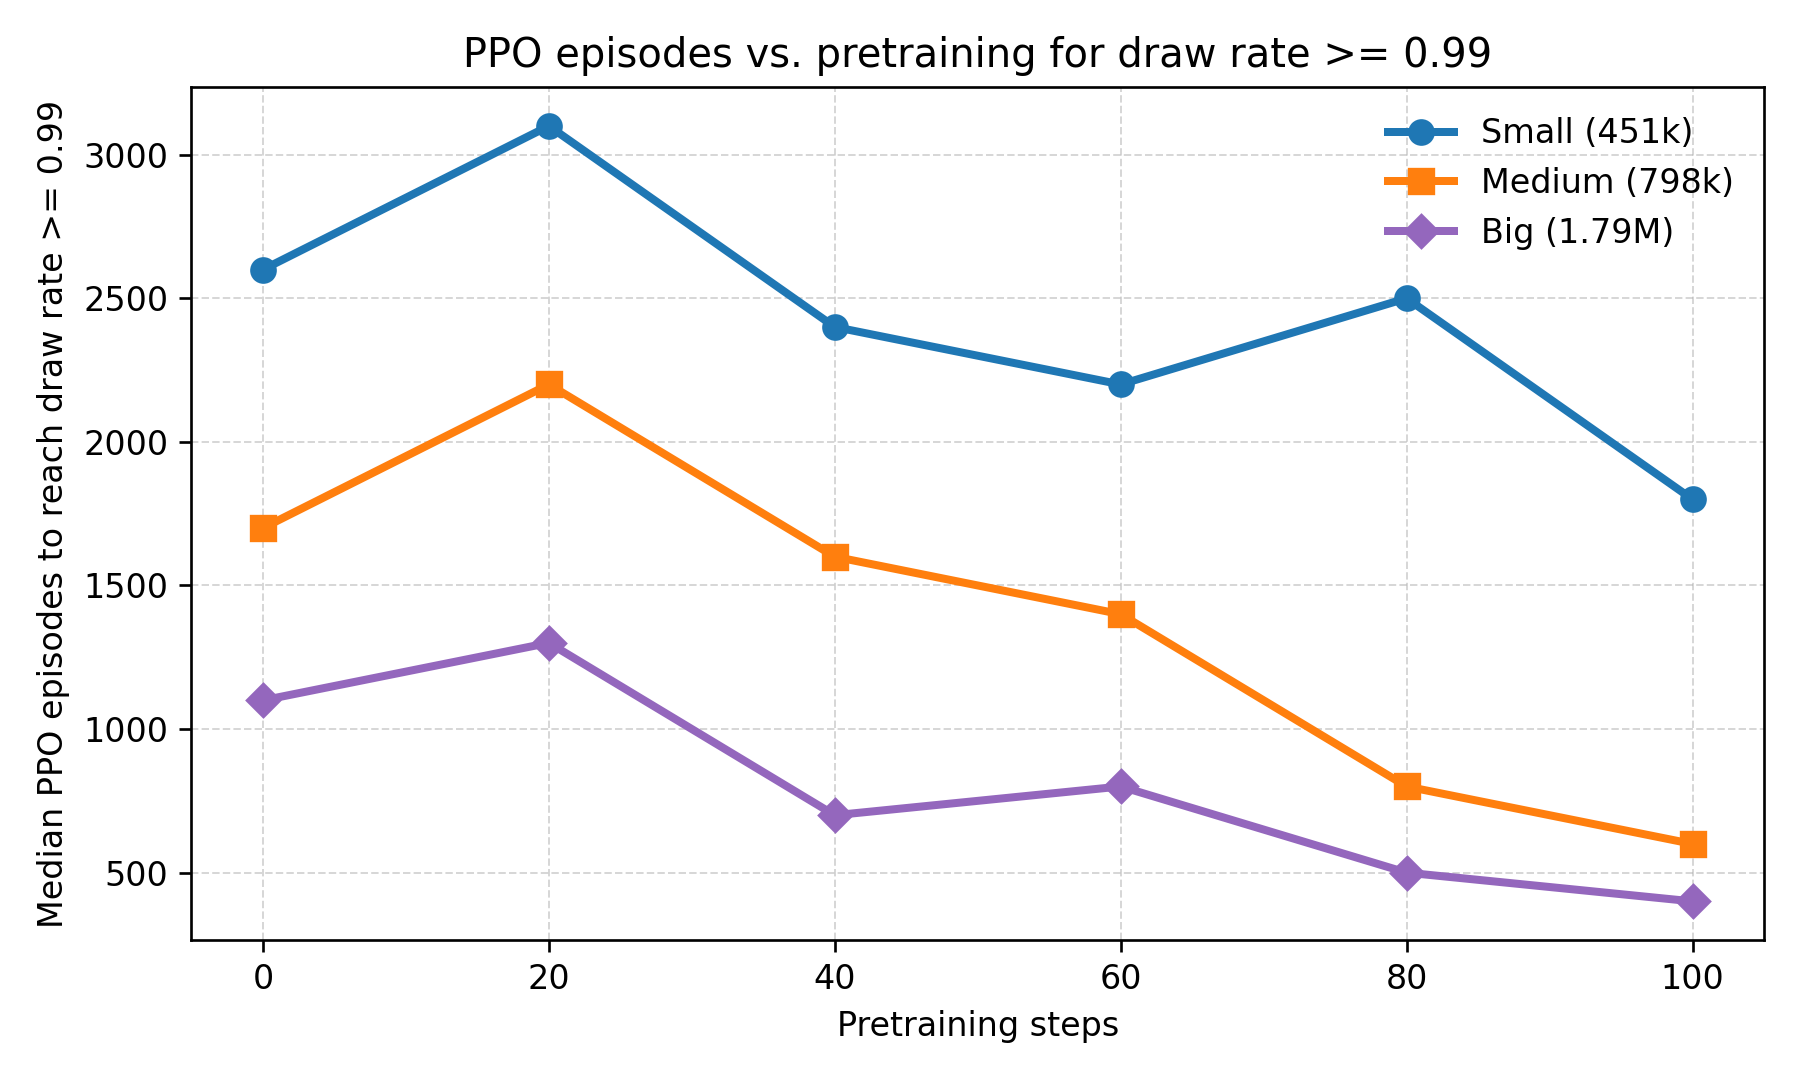 PPO episodes vs. pretraining for draw rate >= 0.99
Median PPO episodes to reach draw rate >= 0.99
3000
2500
2000
1500
1000
500
Small (451k)
Medium (798k)
Big (1.79M)
0 20 40 60 80 100
Pretraining steps